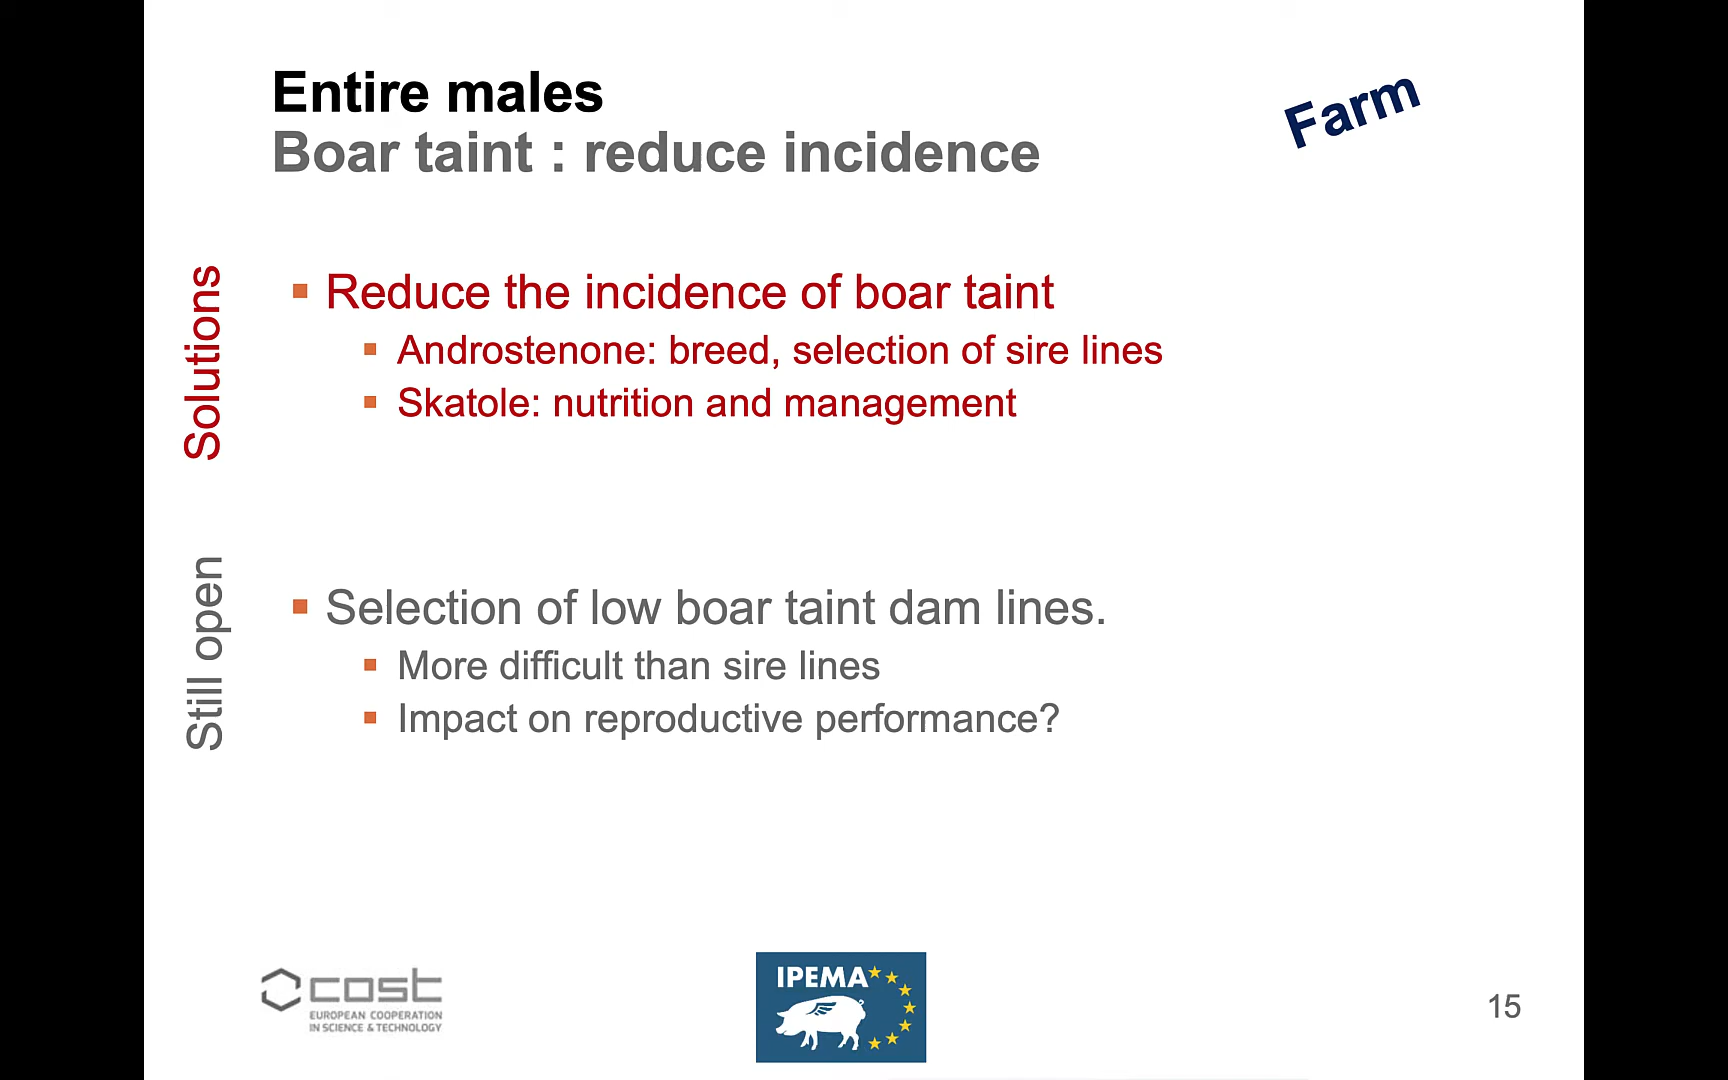 Entire males
Boar taint : reduce incidence
Farm
Solutions
Reduce the incidence of boar taint
Androstenone: breed, selection of sire lines
Skatole: nutrition and management
Still open
Selection of low boar taint dam lines.
More difficult than sire lines
Impact on reproductive performance?
cost
EUROPEAN COOPERATION
IN SCIENCE & TECHNOLOGY
IPEMA
15